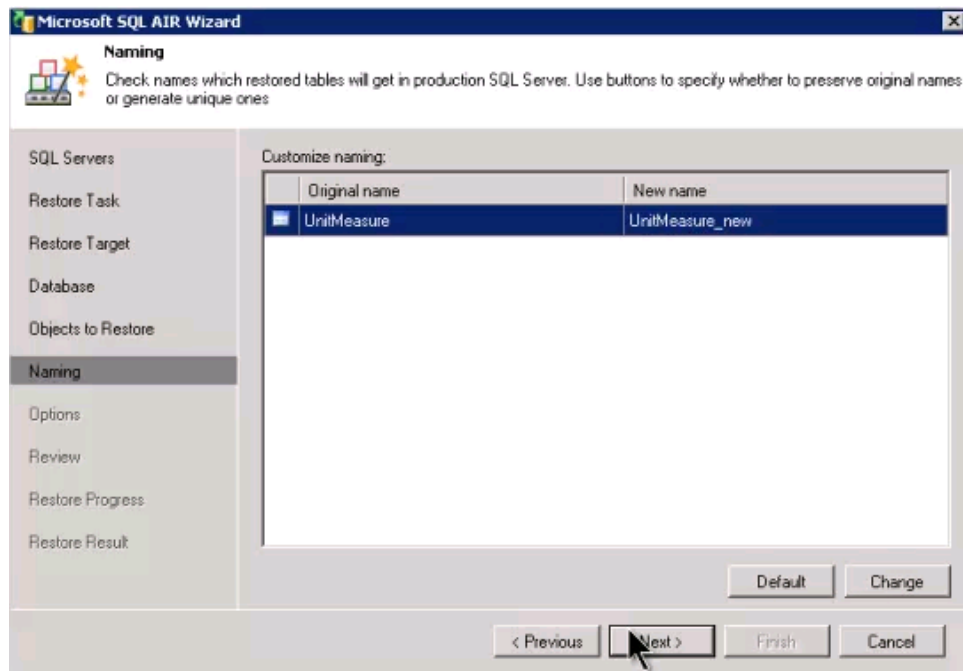 Microsoft SQL AIR Wizard
Naming
Check names which restored tables will get in production SQL Server. Use buttons to specify whether to preserve original names
or generate unique ones
SQL Servers
Restore Task
Restore Target
Database
Objects to Restore
Naming
Options
Review
Restore Progress
Restore Result
Customize naming:
Original name New name
UnitMeasure UnitMeasure_new
Default Change
< Previous Next > Finish Cancel